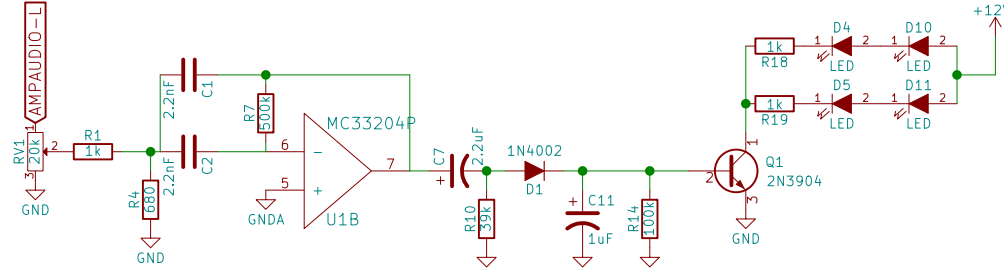 AMPAUDIO-L
RV1
20k
1
2
3
GND
R1
1k
R4
680
GND
2.2nF
C1
2.2nF
C2
R7
500k
MC33204P
6
-
5
+
7
U1B
GNDA
C7
2.2uF
+
R10
39k
1N4002
D1
+
C11
1uF
R14
100k
1
2
3
Q1
2N3904
GND
1k
R18
1
D4
2
LED
1
D10
2
LED
1k
R19
1
D5
2
LED
1
D11
2
LED
+12V